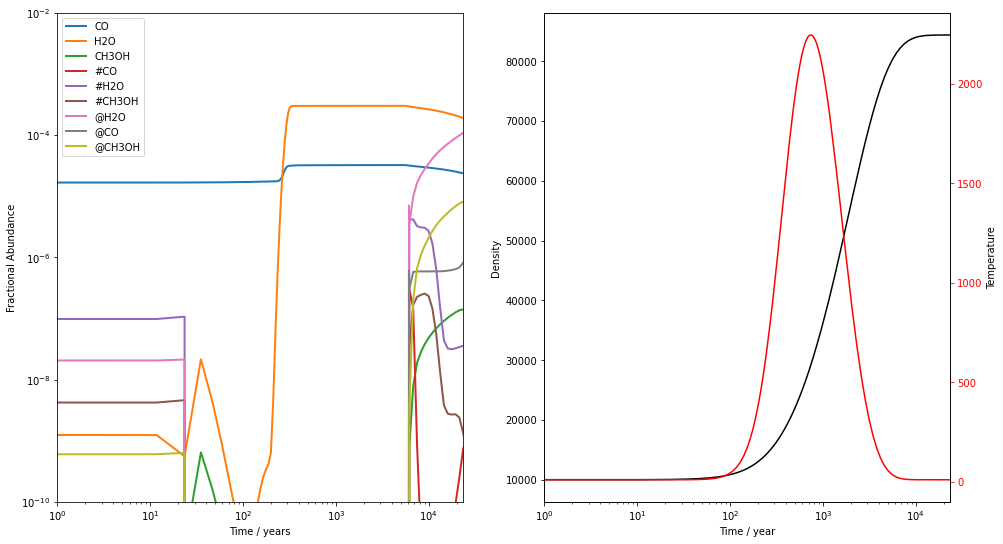 10^-2
10^-4
10^-6
10^-8
10^-10
Fractional Abundance
CO
H2O
CH3OH
#CO
#H2O
#CH3OH
@H2O
@CO
@CH3OH
10^0
10^1
10^2
10^3
10^4
Time / years
80000
70000
60000
50000
40000
30000
20000
10000
Density
10^0
10^1
10^2
10^3
10^4
Time / year
2000
1500
1000
500
0
Temperature